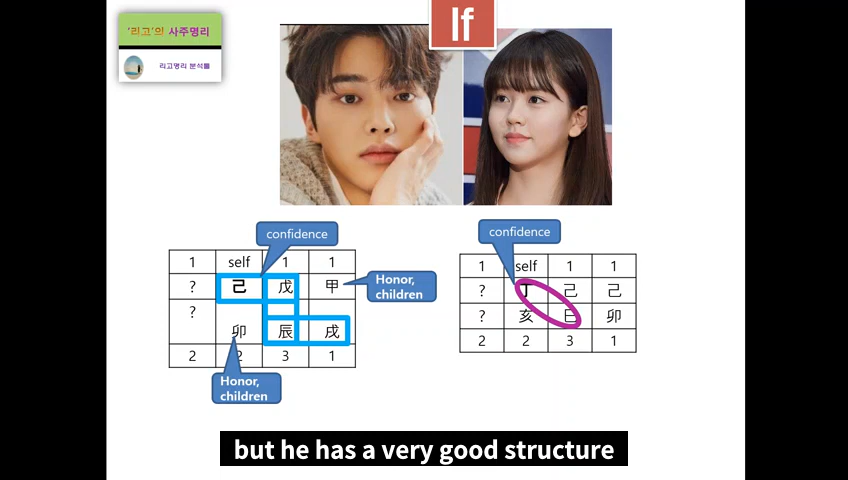 '리고'의 사주명리
리고명리 분석률
If
confidence
confidence
1 self 1 1
? 己 戊 甲
? 卯 辰 戌
2 2 3 1
Honor,
children
Honor,
children
1 self 1 1
? 丁 己 己
? 亥 巳 卯
2 2 3 1
but he has a very good structure